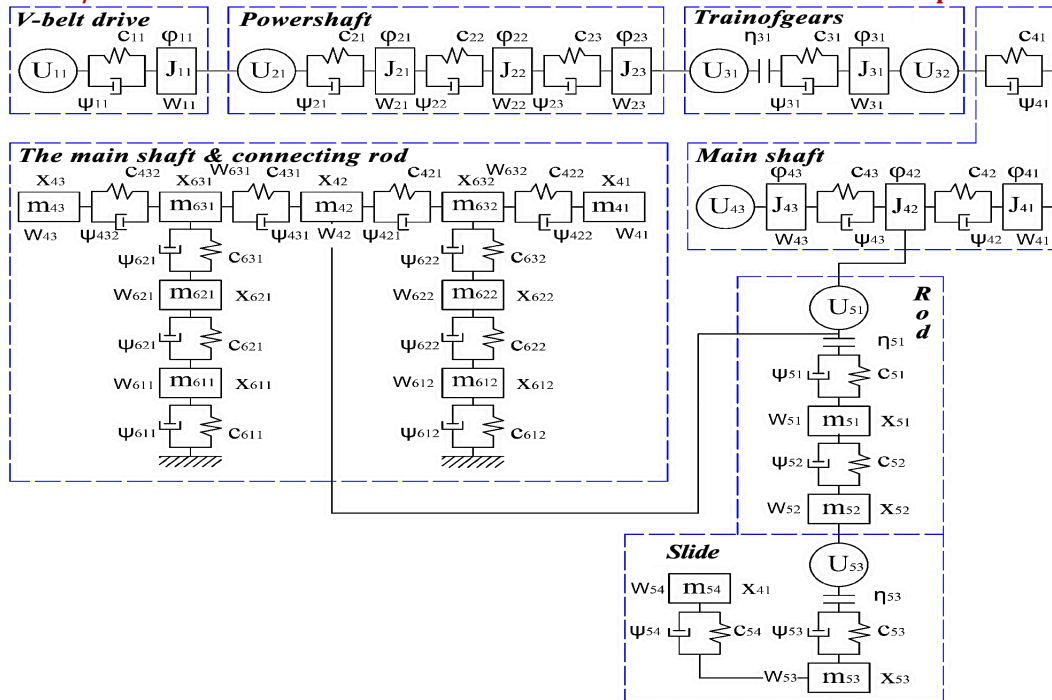 V-belt drive
Powershaft
Trainofgears
c11 φ11
c21 φ21 c22 φ22 c23 φ23
η31 c31 φ31
c41
U11 J11
U21 J21 J22 J23
U31 J31 U32
Ψ11 W11
Ψ21 W21 Ψ22 W22 Ψ23 W23
Ψ31 W31
Ψ41
The main shaft & connecting rod
X43 C432 X631 W631 C431 X42 C421 X632 W632 C422 X41
m43 m631 m42 m632 m41
W43 Ψ432 Ψ431 W42 Ψ421 Ψ422 W41
Ψ621 C631 Ψ622 C632
W621 m621 X621 W622 m622 X622
Ψ621 C621 Ψ622 C622
W611 m611 X611 W612 m612 X612
Ψ611 C611 Ψ612 C612
Main shaft
φ43 C43 φ42 C42 φ41
U43 J43 J42 J41
W43 Ψ43 Ψ42 W41
Rod
U51
η51
Ψ51 C51
W51 m51 X51
Ψ52 C52
W52 m52 X52
Slide
U53
W54 m54 X41
η53
Ψ54 C54 Ψ53 C53
W53 m53 X53